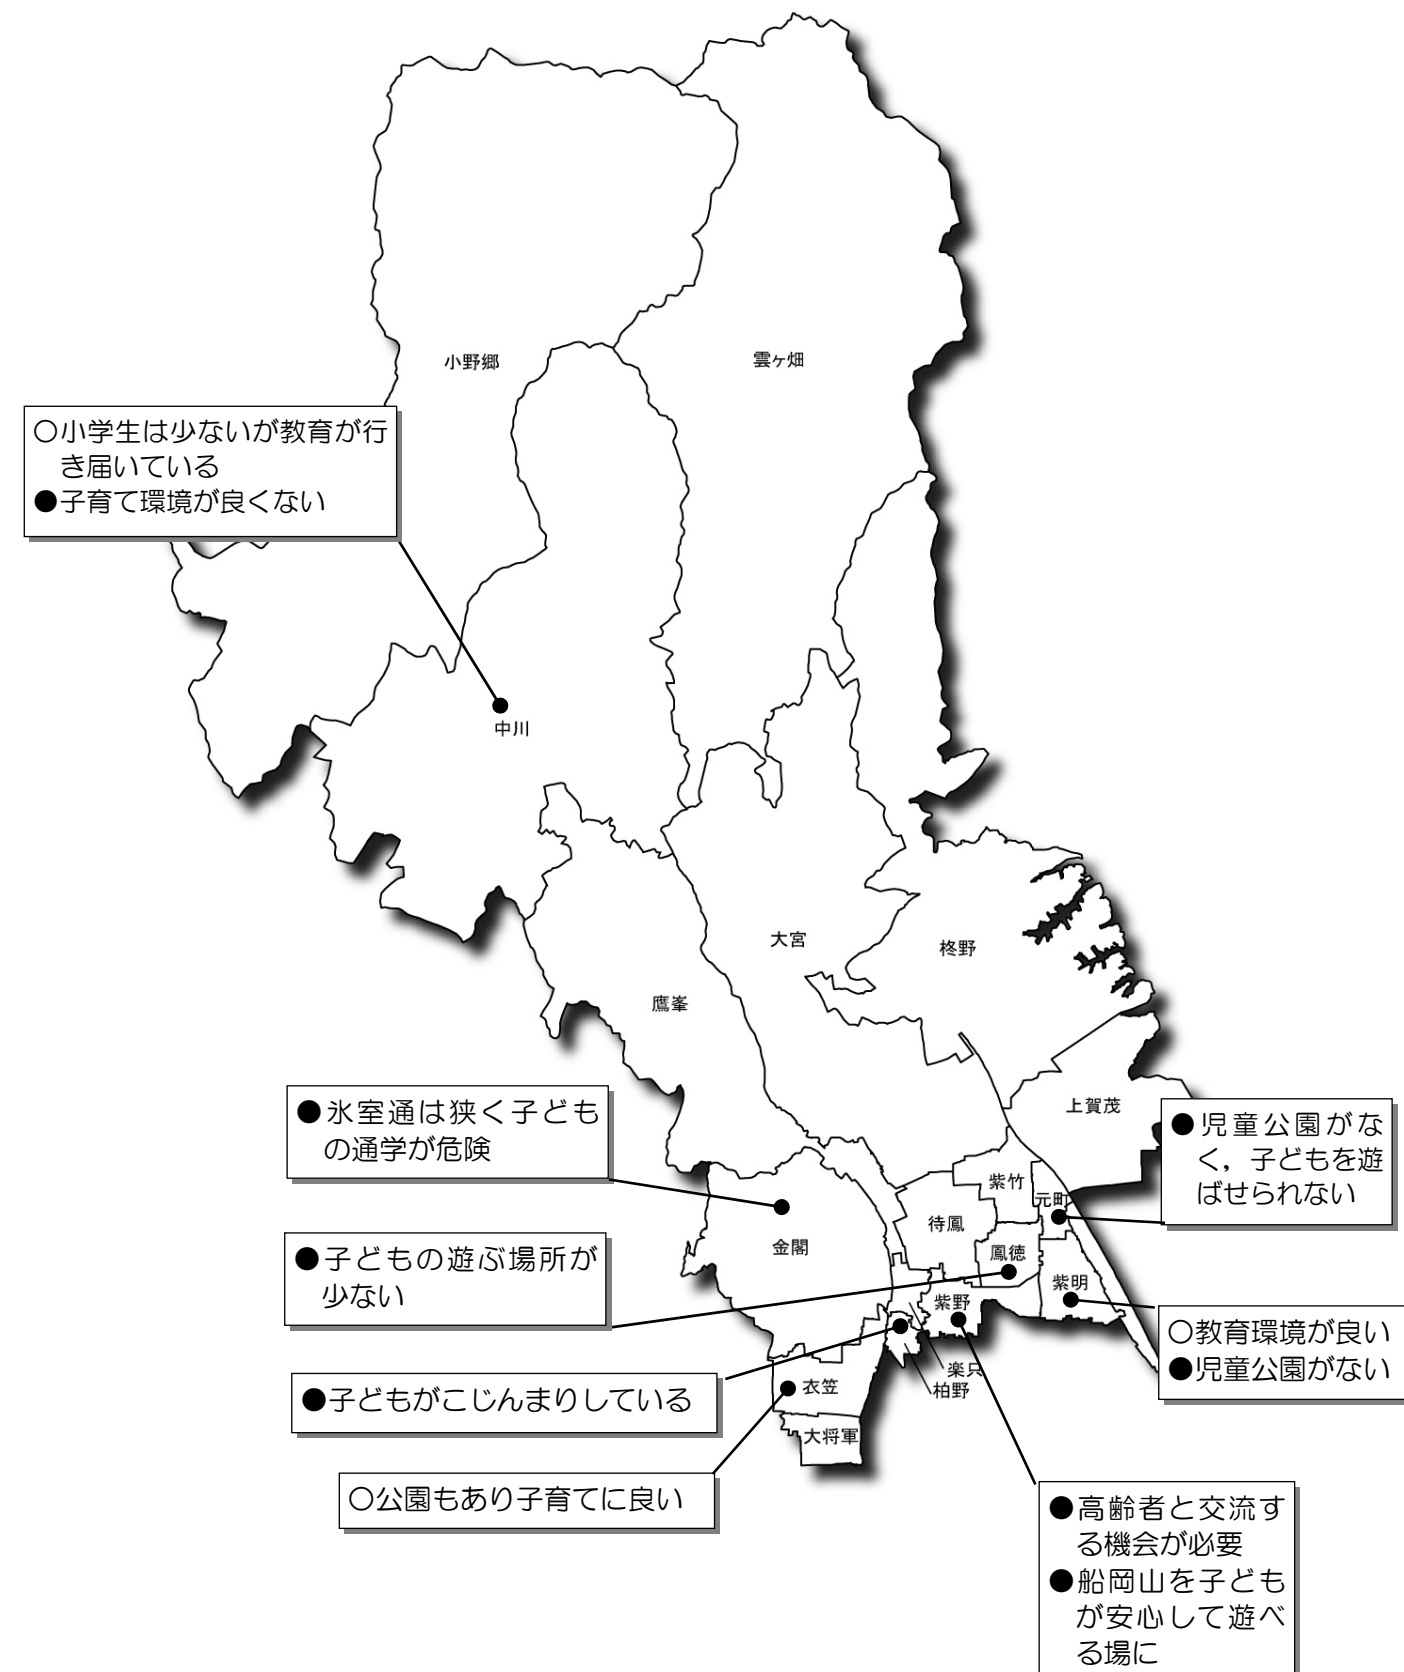 小野郷
雲ヶ畑
○小学生は少ないが教育が行
き届いている
●子育て環境が良くない
中川
大宮
柊野
鷹峯
●氷室通は狭く子ども
の通学が危険
上賀茂
●児童公園がな
く，子どもを遊
ばせられない
紫竹
元町
待鳳
金閣
鳳徳
●子どもの遊ぶ場所が
少ない
紫明
紫野
○教育環境が良い
●児童公園がない
楽只
柏野
●子どもがこじんまりしている
衣笠
大将軍
○公園もあり子育てに良い
●高齢者と交流す
る機会が必要
●船岡山を子ども
が安心して遊べ
る場に